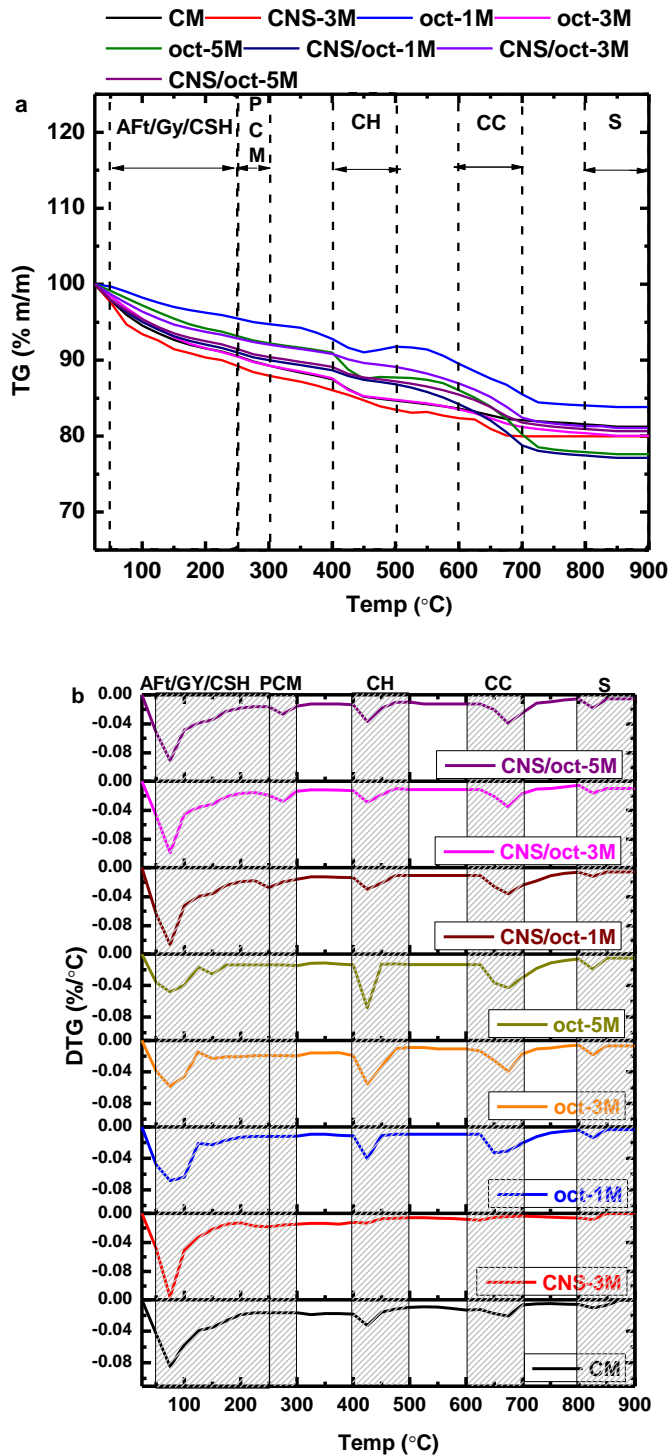 CM CNS-3M oct-1M oct-3M
oct-5M CNS/oct-1M CNS/oct-3M
CNS/oct-5M
a
AFt/Gy/CSH
P
C
M
CH
CC
S
120
110
100
90
80
70
TG (% m/m)
100 200 300 400 500 600 700 800 900
Temp (°C)
b
AFt/GY/CSH PCM CH CC S
0.00
-0.04
-0.08
CNS/oct-5M
0.00
-0.04
-0.08
CNS/oct-3M
0.00
-0.04
-0.08
CNS/oct-1M
0.00
-0.04
-0.08
oct-5M
0.00
-0.04
-0.08
oct-3M
0.00
-0.04
-0.08
oct-1M
0.00
-0.04
-0.08
CNS-3M
0.00
-0.04
-0.08
CM
DTG (%/°C)
100 200 300 400 500 600 700 800 900
Temp (°C)